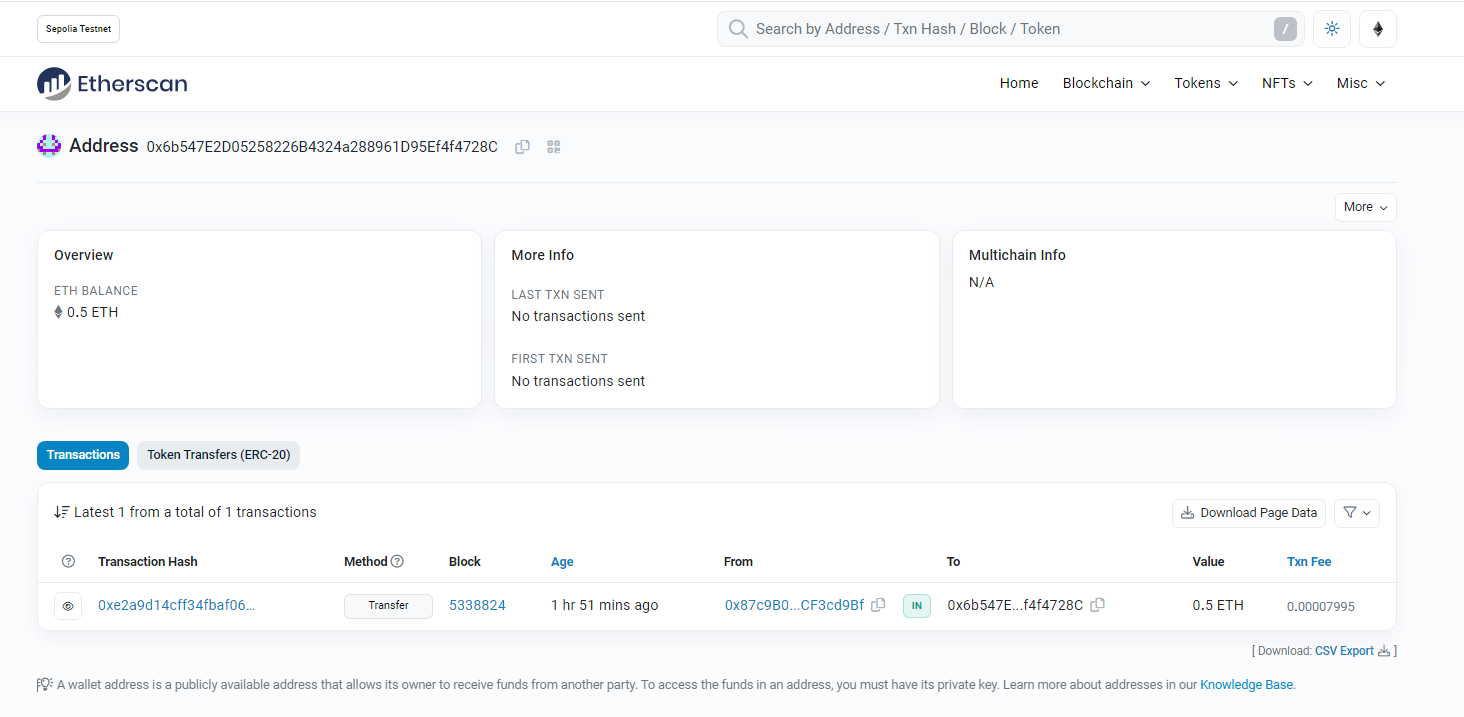 Sepolia Testnet
Search by Address / Txn Hash / Block / Token /
Etherscan
Home Blockchain Tokens NFTs Misc
Address 0x6b547E2D05258226B4324a288961D95Ef4f4728C
More
Overview
ETH BALANCE
0.5 ETH
More Info
LAST TXN SENT
No transactions sent
FIRST TXN SENT
No transactions sent
Multichain Info
N/A
Transactions Token Transfers (ERC-20)
Latest 1 from a total of 1 transactions
Download Page Data
? Transaction Hash Method ? Block Age From To Value Txn Fee
0xe2a9d14cff34fbaf06... Transfer 5338824 1 hr 51 mins ago 0x87c9B0...CF3cd9Bf IN 0x6b547E...f4f4728C 0.5 ETH 0.00007995
[ Download: CSV Export ]
A wallet address is a publicly available address that allows its owner to receive funds from another party. To access the funds in an address, you must have its private key. Learn more about addresses in our Knowledge Base.